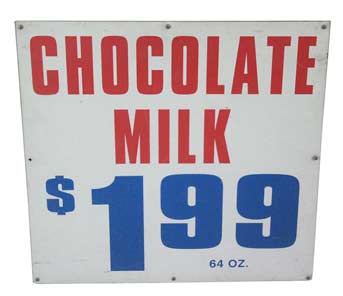 CHOCOLATE
MILK
$199
64 OZ.